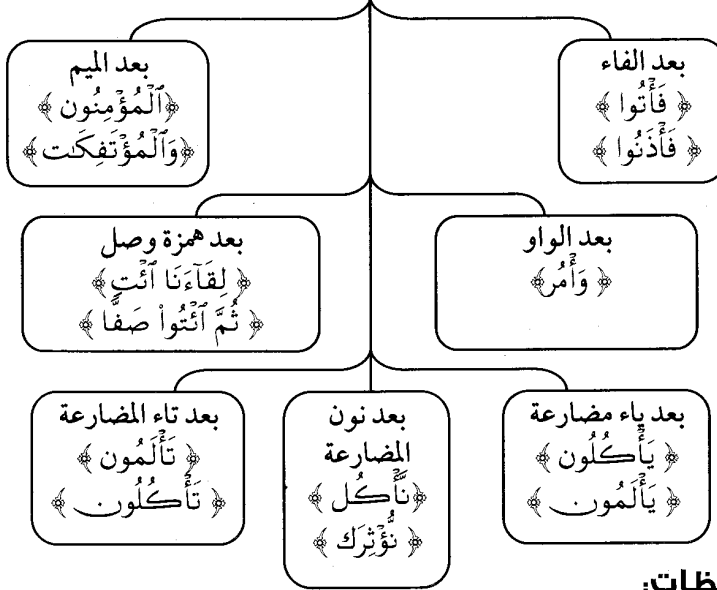 بعد الفاء
﴿ فَأْتُوا ﴾
﴿ فَأْذَنُوا ﴾
بعد الميم
﴿ٱلْمُؤْمِنُون ﴾
﴿وَٱلْمُؤْتَفِكَـٰت ﴾
بعد الواو
﴿ وَأْمُر﴾
بعد همزة وصل
﴿ لِقَآءَنَا ٱئْتِ﴾
﴿ ثُمَّ ٱئْتُواْ صَفًّا ﴾
بعد ياء مضارعة
﴿ يَأْكُلُون ﴾
﴿ يَأْلَمُون ﴾
بعد نون
المضارعة
﴿نَّأْكُل ﴾
﴿ نُّؤْثِرَك ﴾
بعد تاء المضارعة
﴿ تَأْلَمُون ﴾
﴿ تَأْكُلُون ﴾
ظات: